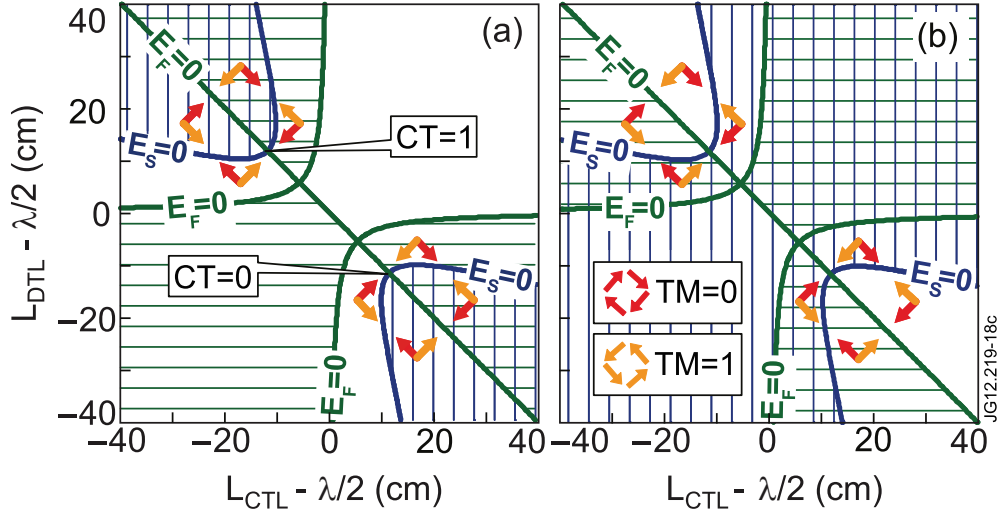 40
20
0
−20
−40
L_DTL - λ/2 (cm)
(a)
E_F=0
E_S=0
E_F=0
CT=1
CT=0
E_S=0
E_F=0
−40
−20
0
20
40
L_CTL - λ/2 (cm)
(b)
E_F=0
E_S=0
E_F=0
E_S=0
TM=0
TM=1
E_F=0
−40
−20
0
20
40
L_CTL - λ/2 (cm)
JG12.219-18c